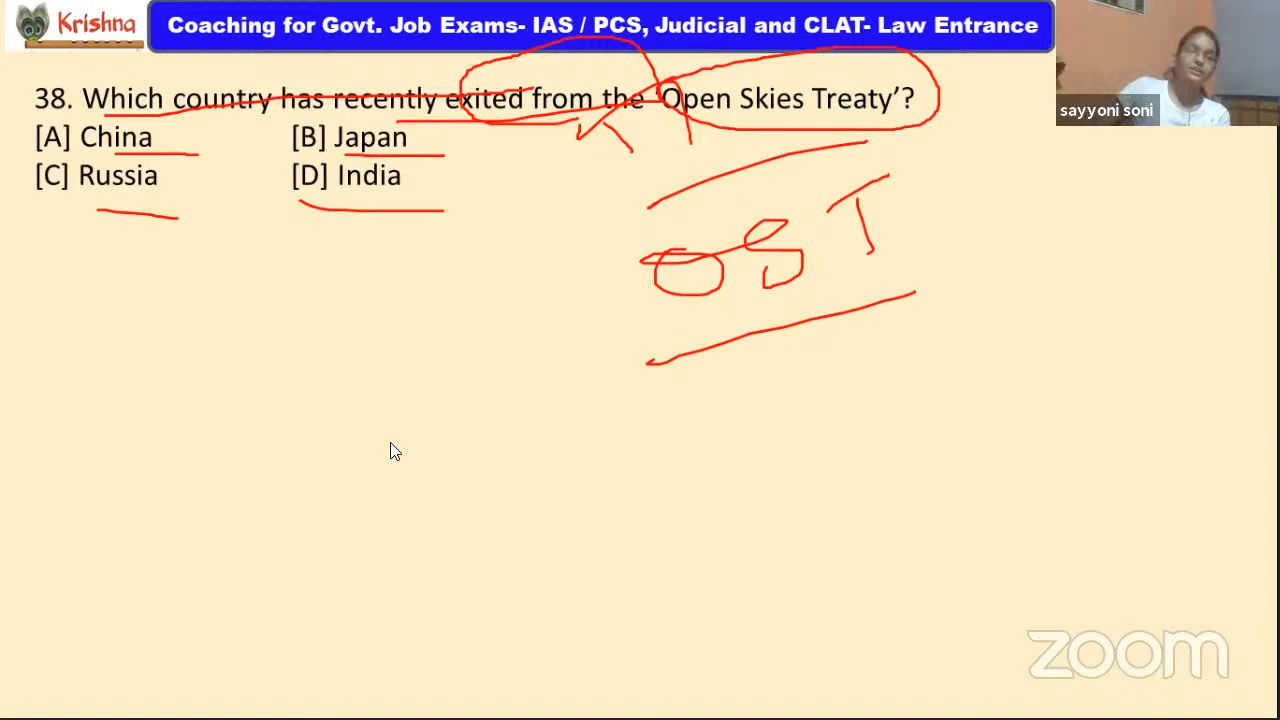 Krishna
Coaching for Govt. Job Exams- IAS / PCS, Judicial and CLAT- Law Entrance
sayyoni soni
38. Which country has recently exited from the 'Open Skies Treaty'?
[A] China [B] Japan
[C] Russia [D] India
OST
zoom